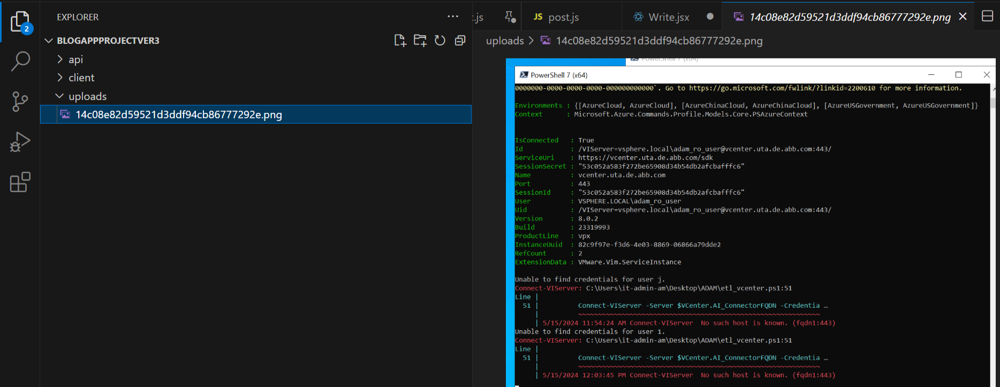 EXPLORER
BLOGAPPPROJECTVER3
api
client
uploads
14c08e82d59521d3ddf94cb86777292e.png
2
.js
JS post.js
Write.jsx
14c08e82d59521d3ddf94cb86777292e.png
uploads > 14c08e82d59521d3ddf94cb86777292e.png
PowerShell 7 (x64)
PowerShell 7 (x64)
0000000-0000-0000-0000-000000000000`. Go to https://go.microsoft.com/fwlink/?linkid=2200610 for more information.
Environments : {[AzureCloud, AzureCloud], [AzureChinaCloud, AzureChinaCloud], [AzureUSGovernment, AzureUSGovernment]}
Context : Microsoft.Azure.Commands.Profile.Models.Core.PSAzureContext
IsConnected : True
Id : /VIServer=vsphere.local\adam_ro_user@vcenter.uta.de.abb.com:443/
ServiceUri : https://vcenter.uta.de.abb.com/sdk
SessionSecret : "53c052a583f272be65908d34b54db2afcbafffc6"
Name : vcenter.uta.de.abb.com
Port : 443
SessionId : "53c052a583f272be65908d34b54db2afcbafffc6"
User : VSPHERE.LOCAL\adam_ro_user
Uid : /VIServer=vsphere.local\adam_ro_user@vcenter.uta.de.abb.com:443/
Version : 8.0.2
Build : 23319993
ProductLine : vpx
InstanceUuid : 82c9f97e-f3d6-4e03-8869-06866a79dde2
RefCount : 2
ExtensionData : VMware.Vim.ServiceInstance
Unable to find credentials for user j.
Connect-VIServer: C:\Users\it-admin-am\Desktop\ADAM\etl_vcenter.ps1:51
Line |
51 | Connect-VIServer -Server $VCenter.AI_ConnectorFQDN -Credentia …
| ~~~~~~~~~~~~~~~~~~~~~~~~~~~~~~~~~~~~~~~~~~~~~~~~~~~~~~~~~~~~~
| 5/15/2024 11:54:24 AM Connect-VIServer No such host is known. (fqdn1:443)
Unable to find credentials for user 1.
Connect-VIServer: C:\Users\it-admin-am\Desktop\ADAM\etl_vcenter.ps1:51
Line |
51 | Connect-VIServer -Server $VCenter.AI_ConnectorFQDN -Credentia …
| ~~~~~~~~~~~~~~~~~~~~~~~~~~~~~~~~~~~~~~~~~~~~~~~~~~~~~~~~~~~~~
| 5/15/2024 12:03:45 PM Connect-VIServer No such host is known. (fqdn1:443)